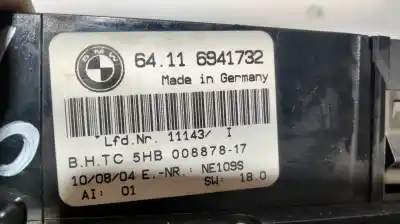 BMW
64.11 6941732
Made in Germany
*Lfd.Nr. 11143/ I
B.H.TC 5HB 008878-17
10/08/04 E.-NR: NE109S
AI: 01 SW: 18.0